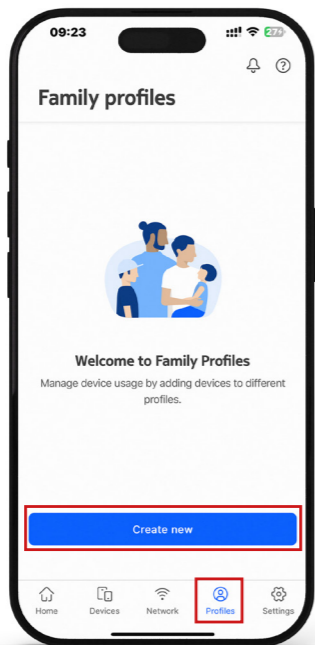 09:23
27
Family profiles
Welcome to Family Profiles
Manage device usage by adding devices to different
profiles.
Create new
Home Devices Network Profiles Settings